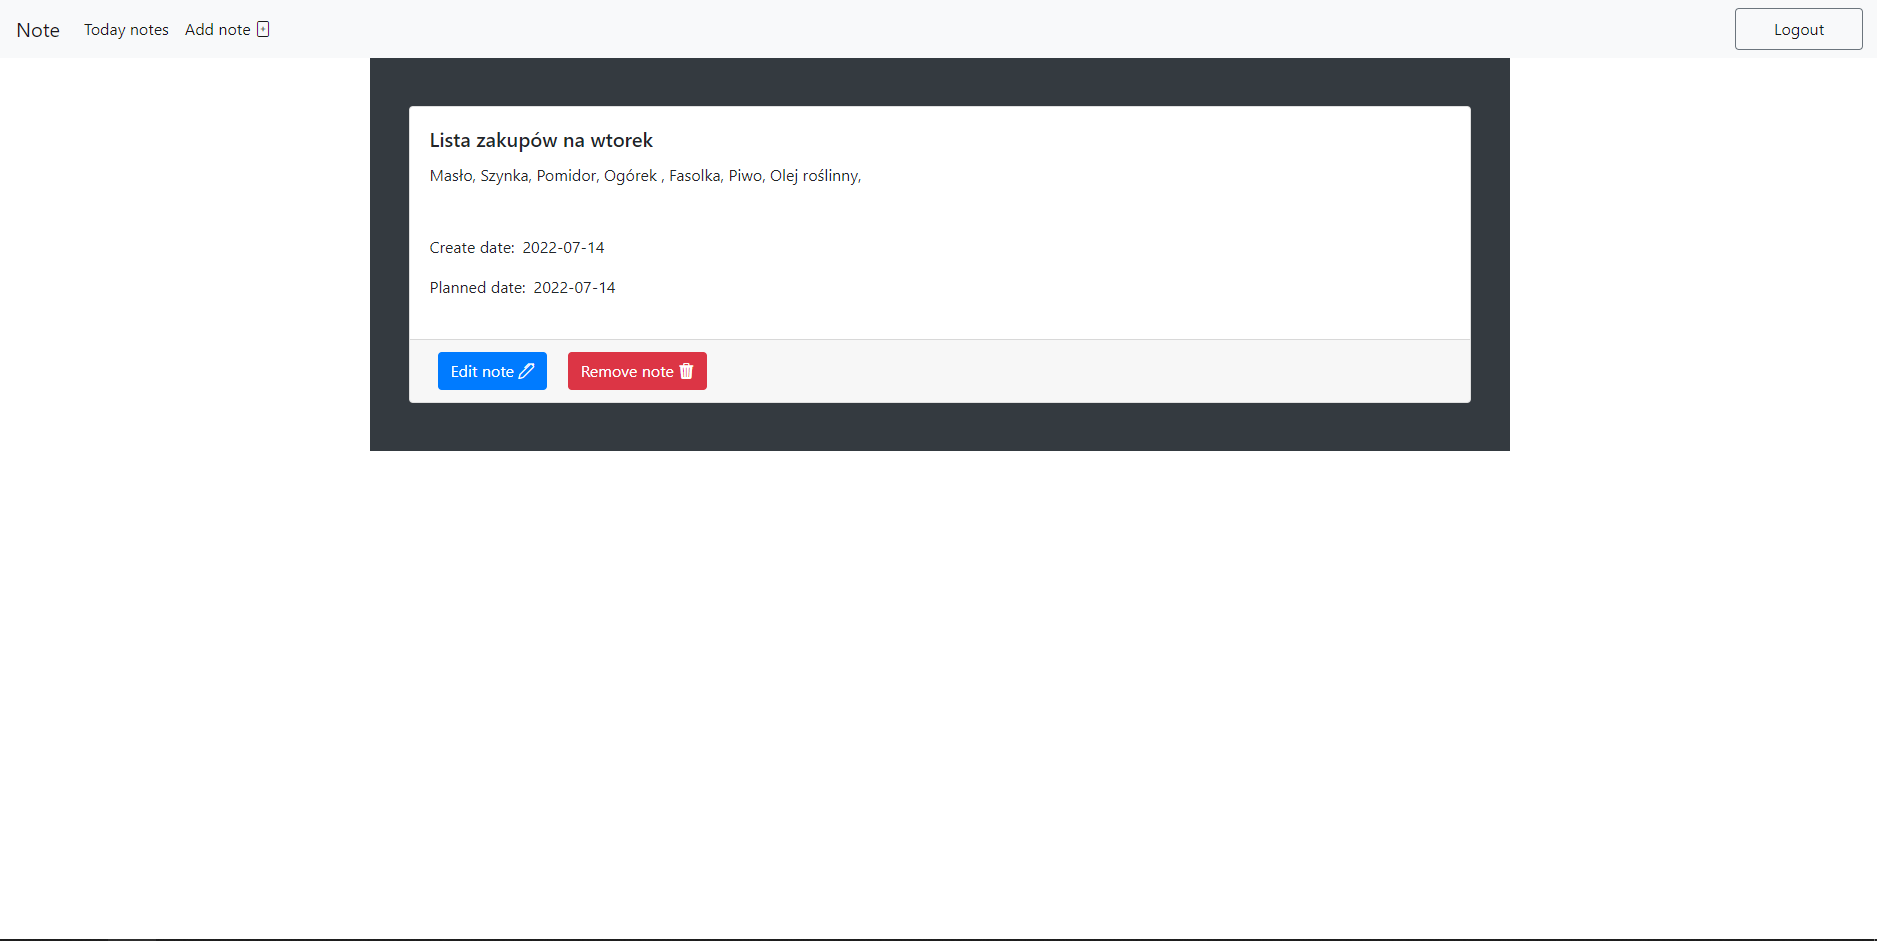 Note Today notes Add note Logout
Lista zakupów na wtorek
Masło, Szynka, Pomidor, Ogórek , Fasolka, Piwo, Olej roślinny,
Create date: 2022-07-14
Planned date: 2022-07-14
Edit note Remove note